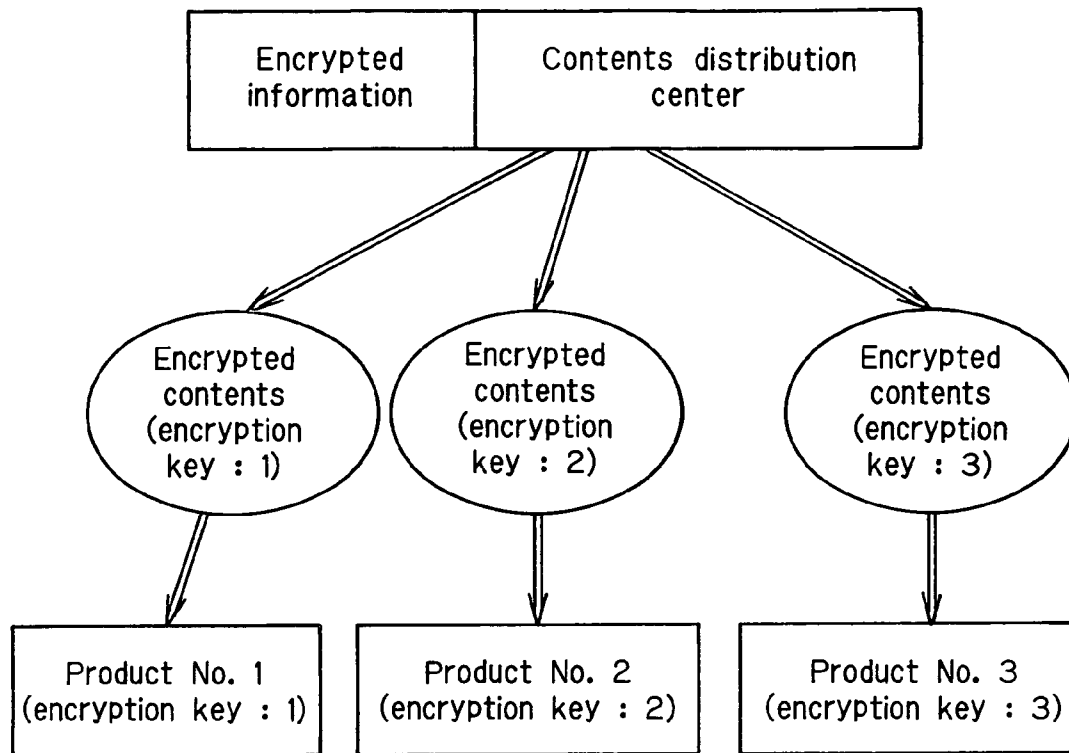 Encrypted
information
Contents distribution
center
Encrypted
contents
(encryption
key : 1)
Encrypted
contents
(encryption
key : 2)
Encrypted
contents
(encryption
key : 3)
Product No. 1
(encryption key : 1)
Product No. 2
(encryption key : 2)
Product No. 3
(encryption key : 3)